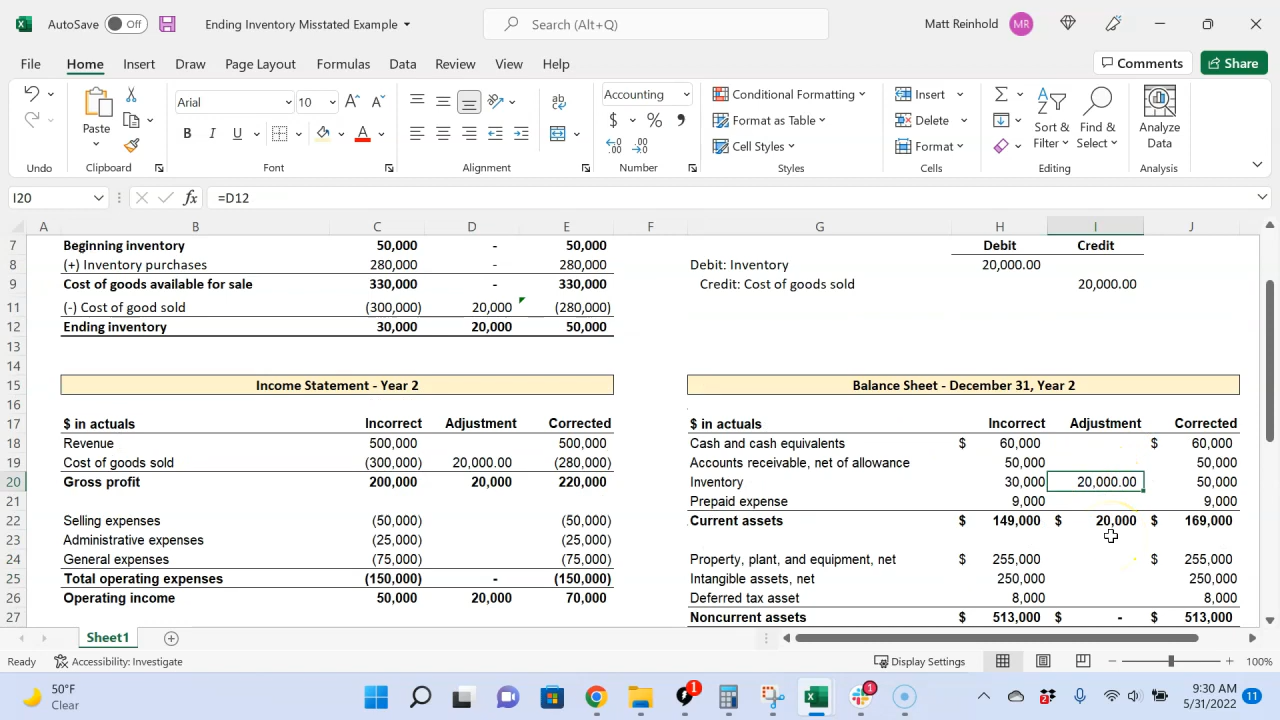 AutoSave Off Ending Inventory Misstated Example Search (Alt+Q) Matt Reinhold MR
File Home Insert Draw Page Layout Formulas Data Review View Help Comments Share
Arial 10 Accounting Conditional Formatting Insert
Paste B I U A $ % Format as Table Delete Sort & Filter Find & Select Analyze Data
Cell Styles Format
Undo Clipboard Font Alignment Number Styles Cells Editing Analysis
I20 fx =D12
A B C D E F G H I J
7 Beginning inventory 50,000 - 50,000 Debit Credit
8 (+) Inventory purchases 280,000 - 280,000 Debit: Inventory 20,000.00
9 Cost of goods available for sale 330,000 - 330,000 Credit: Cost of goods sold 20,000.00
11 (-) Cost of good sold (300,000) 20,000 (280,000)
12 Ending inventory 30,000 20,000 50,000
13
14
15 Income Statement - Year 2 Balance Sheet - December 31, Year 2
16
17 $ in actuals Incorrect Adjustment Corrected $ in actuals Incorrect Adjustment Corrected
18 Revenue 500,000 500,000 Cash and cash equivalents $ 60,000 $ 60,000
19 Cost of goods sold (300,000) 20,000.00 (280,000) Accounts receivable, net of allowance 50,000 50,000
20 Gross profit 200,000 20,000 220,000 Inventory 30,000 20,000.00 50,000
21 Prepaid expense 9,000 9,000
22 Selling expenses (50,000) (50,000) Current assets $ 149,000 $ 20,000 $ 169,000
23 Administrative expenses (25,000) (25,000)
24 General expenses (75,000) (75,000) Property, plant, and equipment, net $ 255,000 - $ 255,000
25 Total operating expenses (150,000) - (150,000) Intangible assets, net 250,000 250,000
26 Operating income 50,000 20,000 70,000 Deferred tax asset 8,000 8,000
27 Noncurrent assets $ 513,000 $ - $ 513,000
Sheet1
Ready Accessibility: Investigate Display Settings 100%
50°F
Clear
1 2 1 9:30 AM
5/31/2022 11